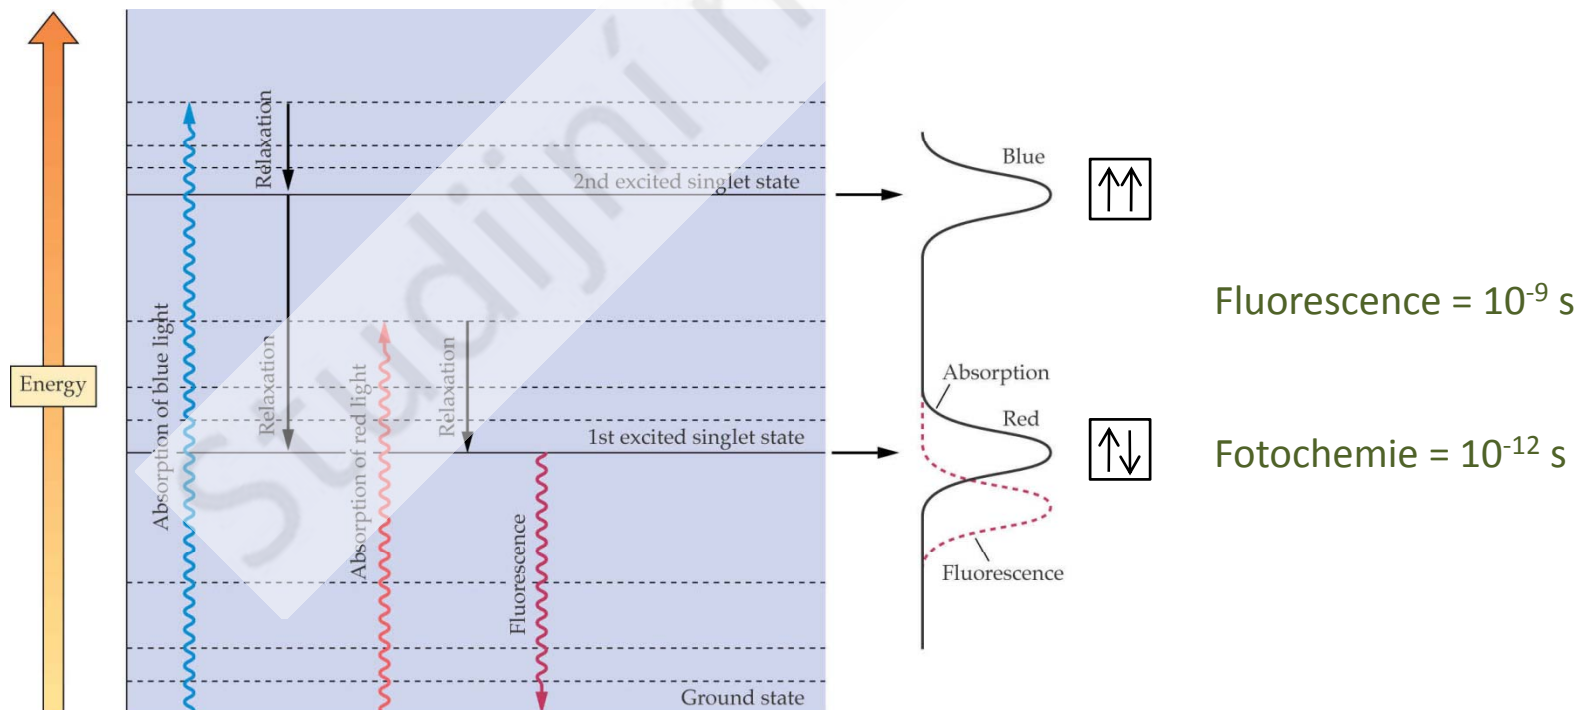 Energy
Absorption of blue light
Relaxation
Relaxation
Absorption of red light
Relaxation
Fluorescence
2nd excited singlet state
1st excited singlet state
Ground state
Blue
Absorption
Red
Fluorescence
Fluorescence = 10⁻⁹ s
Fotochemie = 10⁻¹² s
Studijní